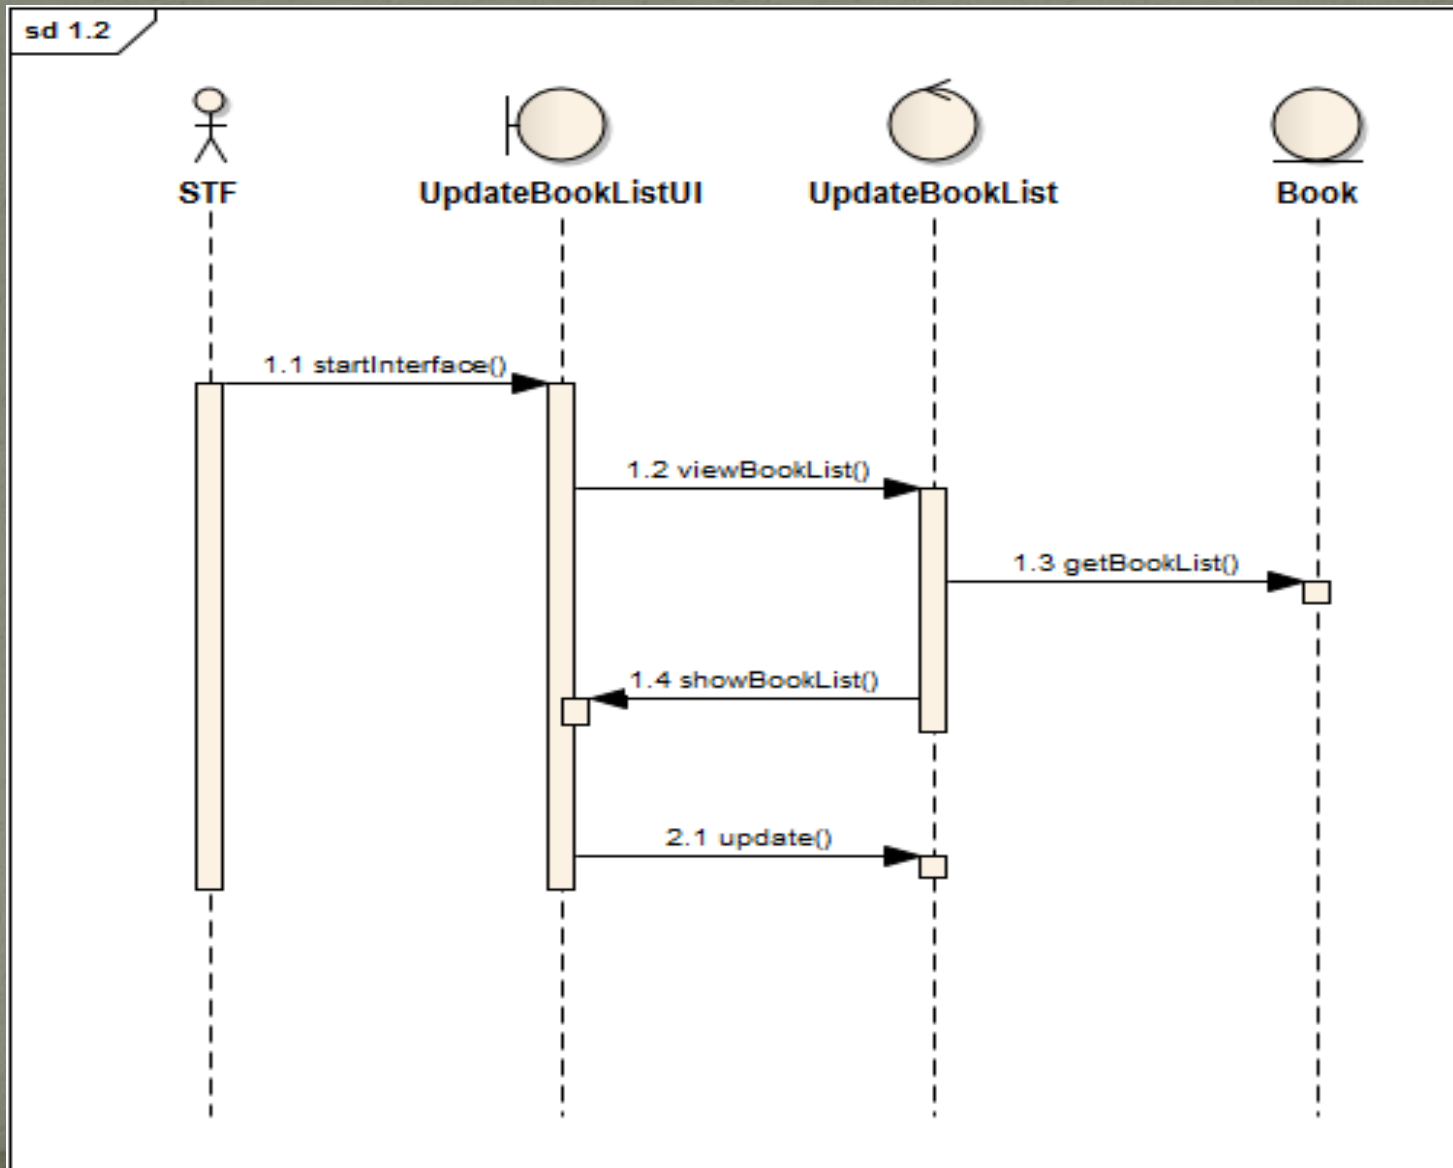 sd 1.2
STF
UpdateBookListUI
UpdateBookList
Book
1.1 startInterface()
1.2 viewBookList()
1.3 getBookList()
1.4 showBookList()
2.1 update()